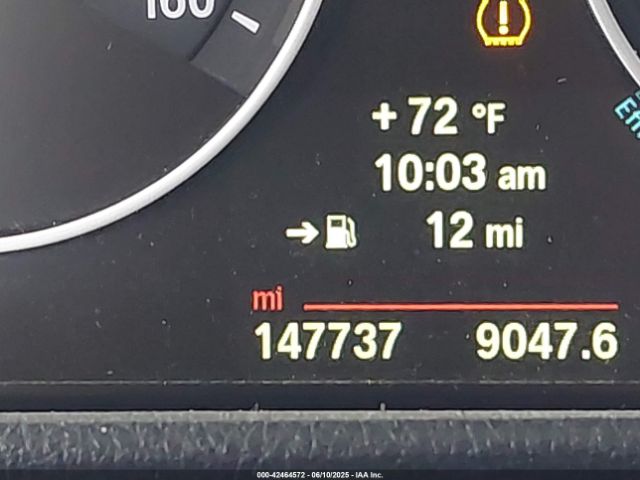 160
+ 72 °F
10:03 am
→ 12 mi
mi
147737 9047.6
000-42464572 - 06/10/2025 - IAA Inc.